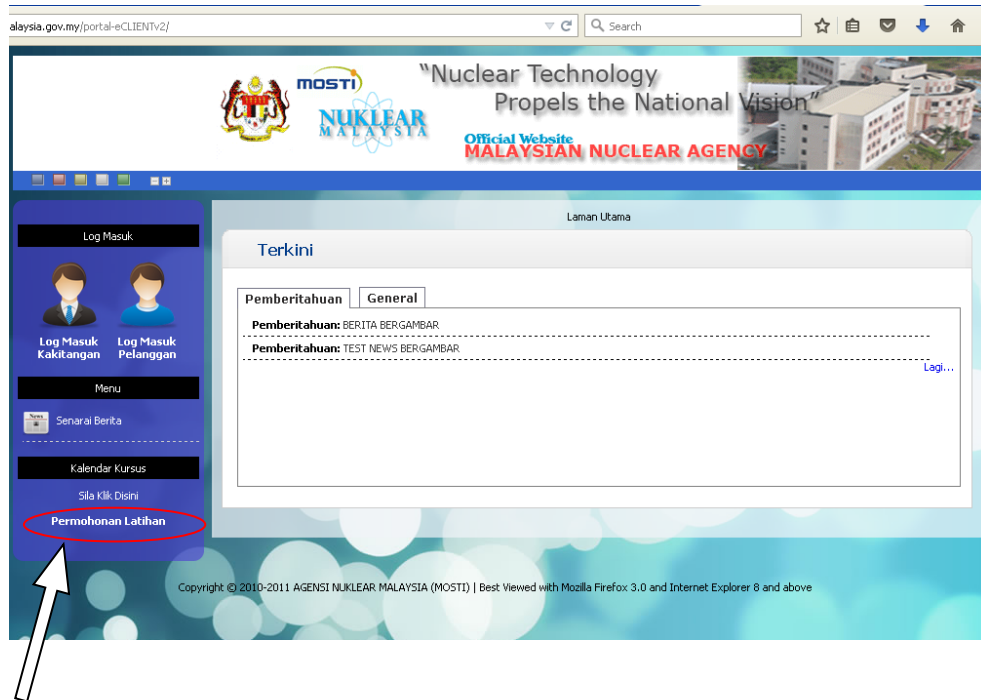 alaysia.gov.my/portal-eCLIENTv2/
Search
MOSTI
NUKLEAR
MALAYSIA
"Nuclear Technology
Propels the National Vision"
Official Website
MALAYSIAN NUCLEAR AGENCY
Laman Utama
Log Masuk
Log Masuk Kakitangan
Log Masuk Pelanggan
Menu
News
Senarai Berita
Kalendar Kursus
Sila Klik Disini
Permohonan Latihan
Terkini
Pemberitahuan General
Pemberitahuan: BERITA BERGAMBAR
Pemberitahuan: TEST NEWS BERGAMBAR
Lagi...
Copyright © 2010-2011 AGENSI NUKLEAR MALAYSIA (MOSTI) | Best Viewed with Mozilla Firefox 3.0 and Internet Explorer 8 and above